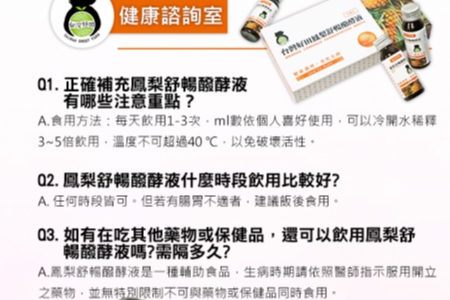 健康諮詢室
台灣好田鳳梨舒暢醱酵液
Q1. 正確補充鳳梨舒暢醱酵液
有哪些注意重點？
A.食用方法：每天飲用1-3次，ml數依個人喜好使用，可以冷開水稀釋
3~5倍飲用，溫度不可超過40 ℃，以免破壞活性。
Q2. 鳳梨舒暢醱酵液什麼時段飲用比較好?
A. 任何時段皆可。但若有腸胃不適者，建議飯後食用。
Q3. 如有在吃其他藥物或保健品，還可以飲用鳳梨舒
暢醱酵液嗎?需隔多久?
A.鳳梨舒暢醱酵液是一種輔助食品，生病時期請依照醫師指示服用開立
之藥物，並無特別限制不可與藥物或保健品同時食用。